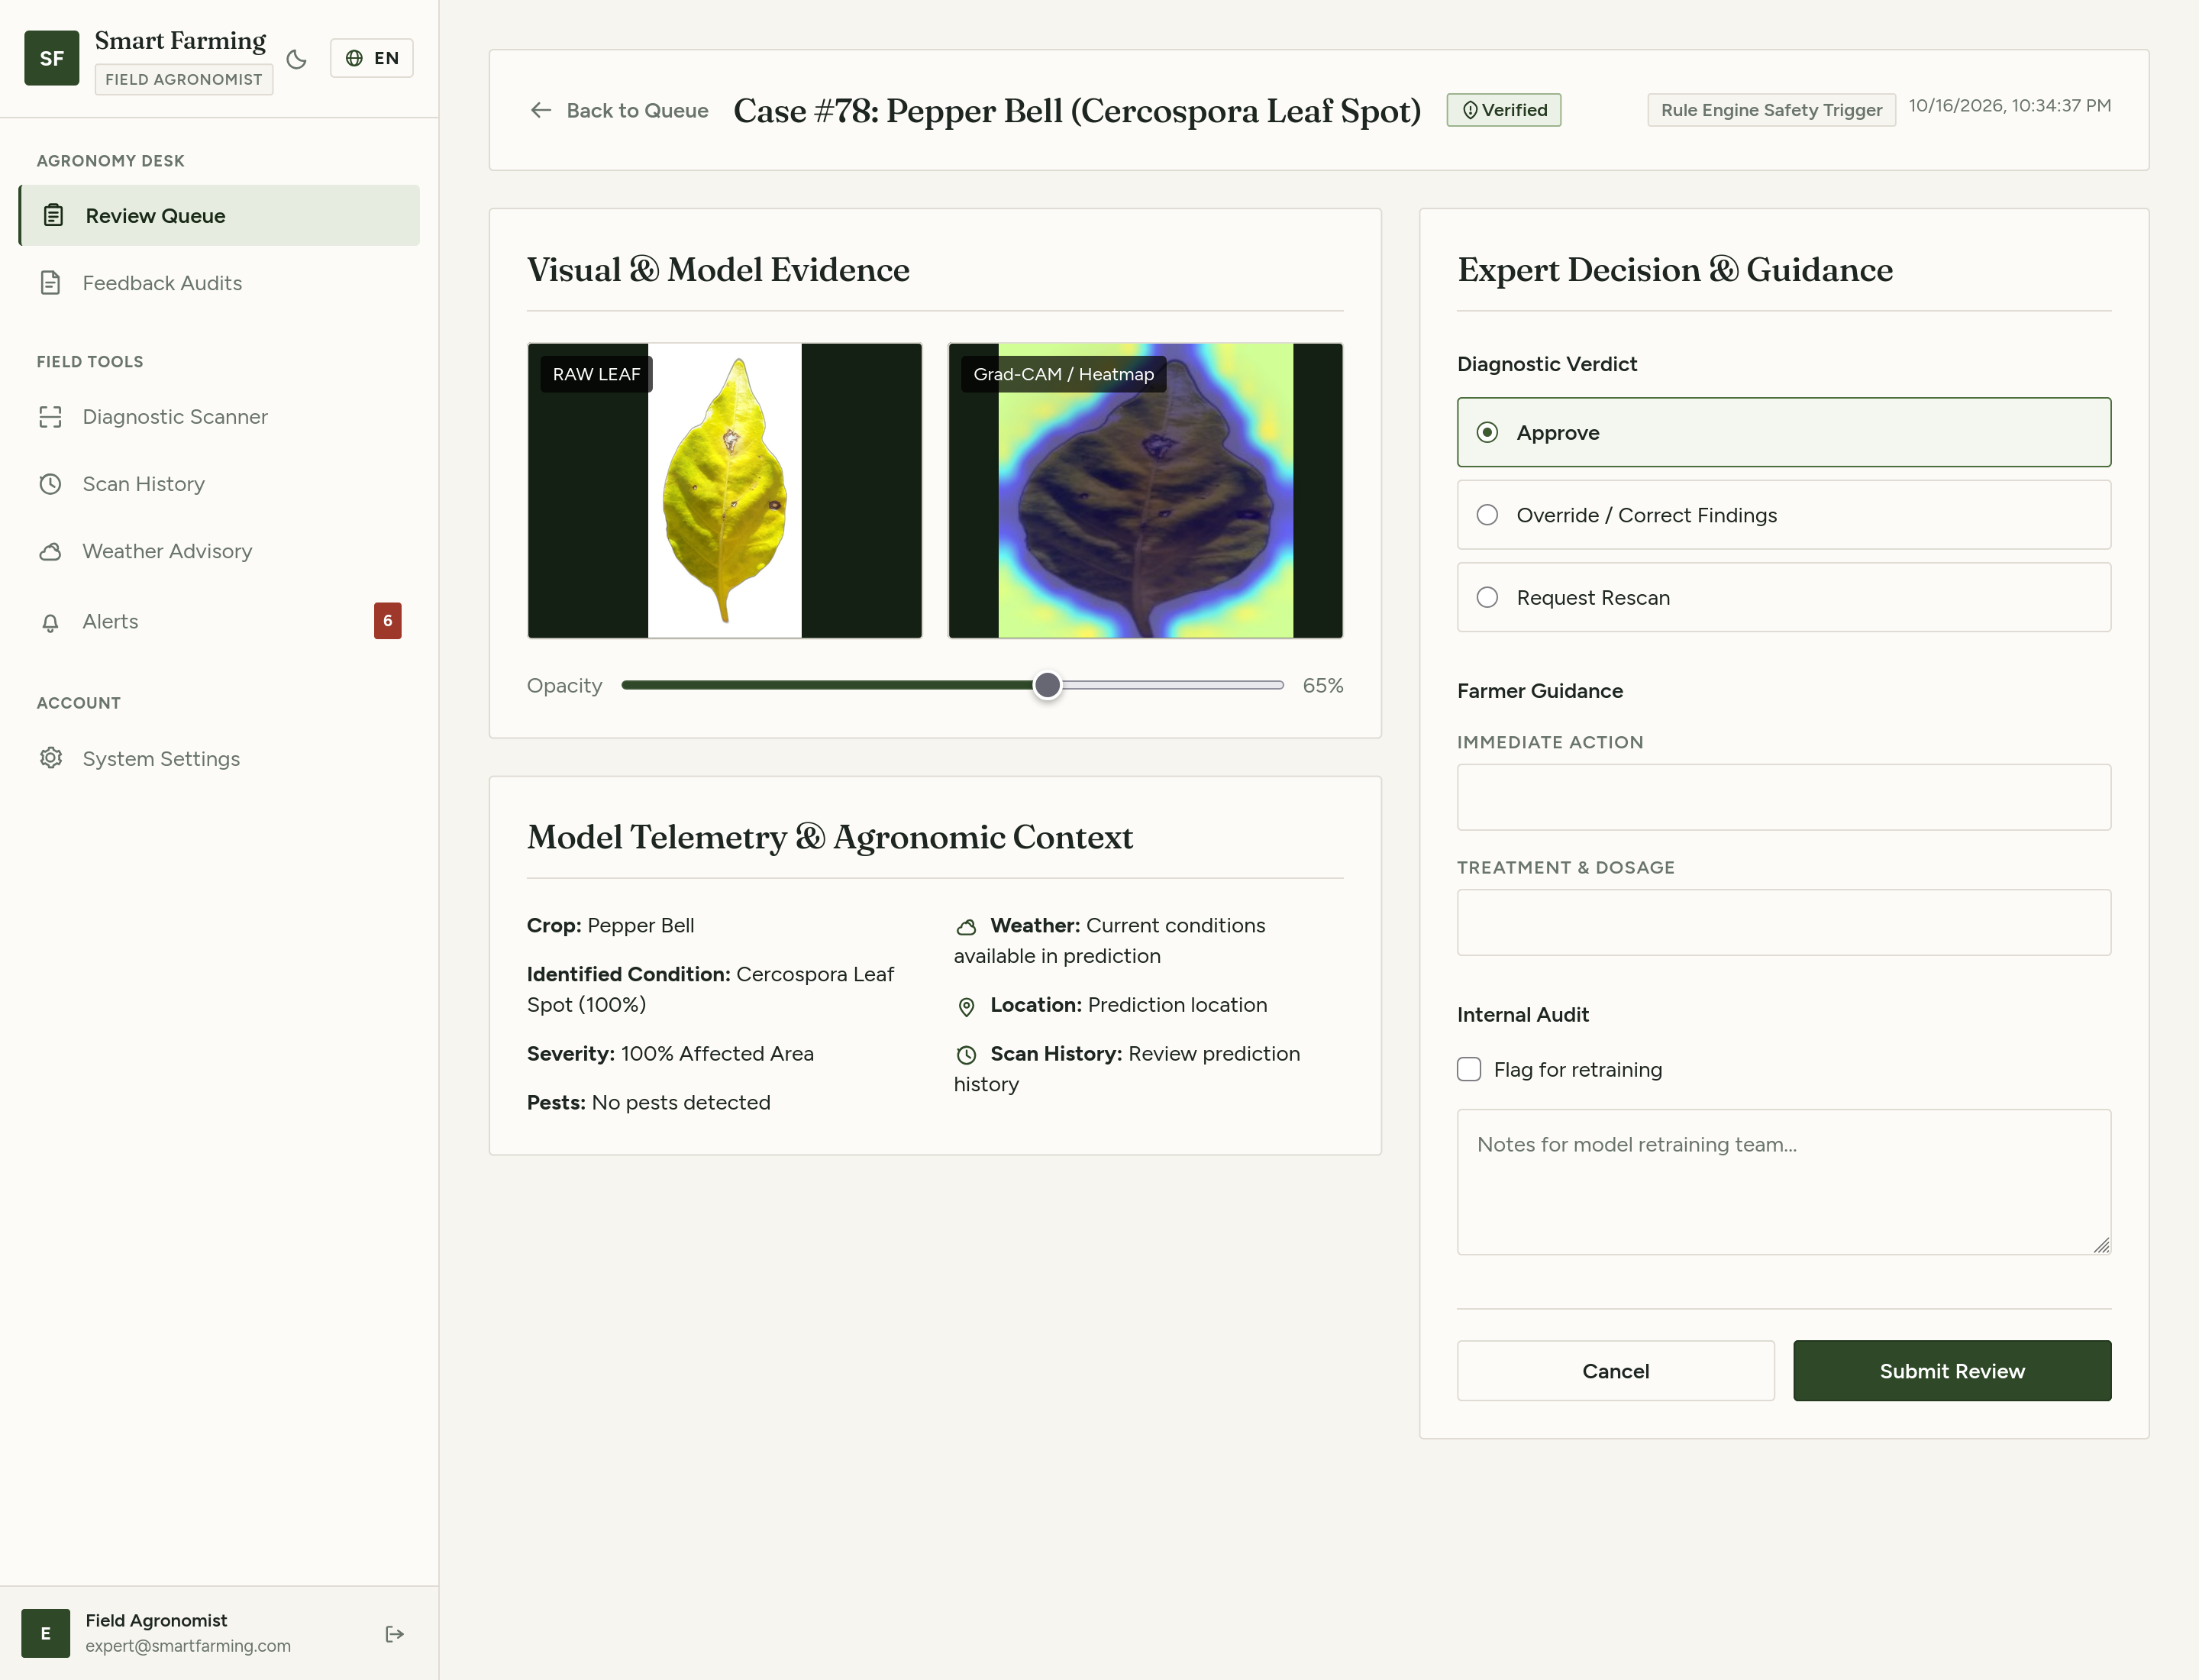 SF
Smart Farming
FIELD AGRONOMIST
EN
AGRONOMY DESK
Review Queue
Feedback Audits
FIELD TOOLS
Diagnostic Scanner
Scan History
Weather Advisory
Alerts
6
ACCOUNT
System Settings
E
Field Agronomist
expert@smartfarming.com
Back to Queue
Case #78: Pepper Bell (Cercospora Leaf Spot)
Verified
Rule Engine Safety Trigger
10/16/2026, 10:34:37 PM
Visual & Model Evidence
RAW LEAF
Grad-CAM / Heatmap
Opacity
65%
Model Telemetry & Agronomic Context
Crop: Pepper Bell
Identified Condition: Cercospora Leaf
Spot (100%)
Severity: 100% Affected Area
Pests: No pests detected
Weather: Current conditions
available in prediction
Location: Prediction location
Scan History: Review prediction
history
Expert Decision & Guidance
Diagnostic Verdict
Approve
Override / Correct Findings
Request Rescan
Farmer Guidance
IMMEDIATE ACTION
TREATMENT & DOSAGE
Internal Audit
Flag for retraining
Notes for model retraining team...
Cancel
Submit Review